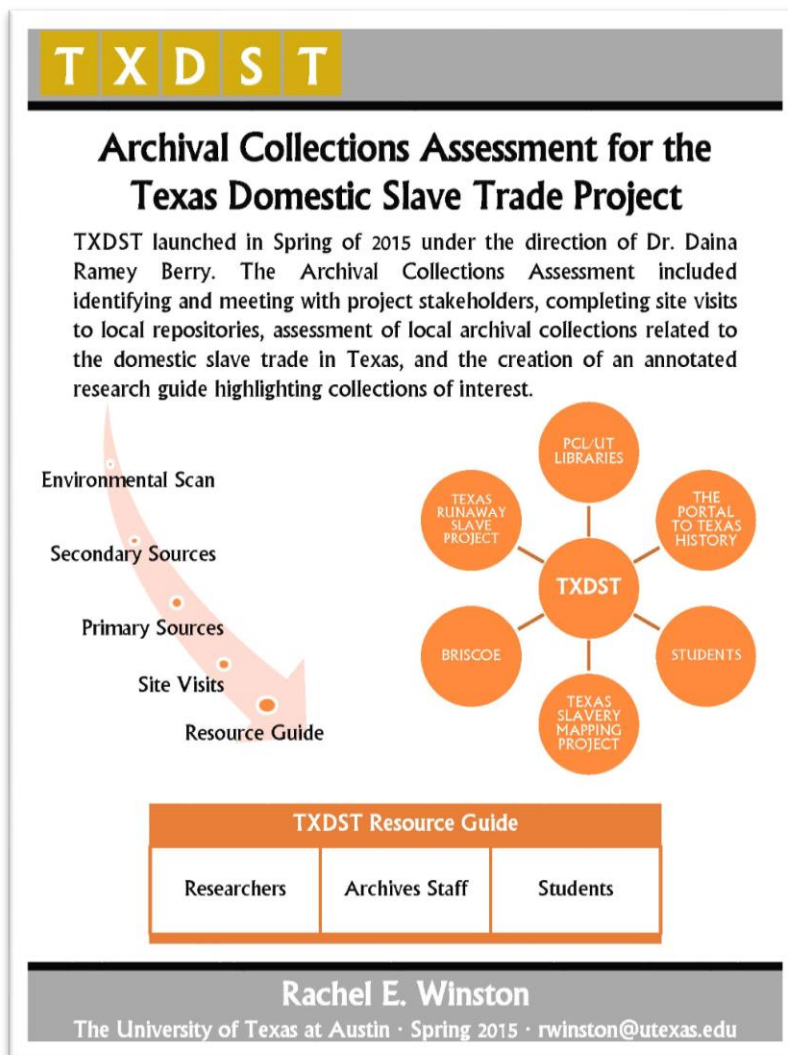 TXDST
Archival Collections Assessment for the
Texas Domestic Slave Trade Project
TXDST launched in Spring of 2015 under the direction of Dr. Daina
Ramey Berry. The Archival Collections Assessment included
identifying and meeting with project stakeholders, completing site visits
to local repositories, assessment of local archival collections related to
the domestic slave trade in Texas, and the creation of an annotated
research guide highlighting collections of interest.
Environmental Scan
Secondary Sources
Primary Sources
Site Visits
Resource Guide
PCL/UT
LIBRARIES
TEXAS
RUNAWAY
SLAVE
PROJECT
THE
PORTAL
TO TEXAS
HISTORY
TXDST
BRISCOE
STUDENTS
TEXAS
SLAVERY
MAPPING
PROJECT
TXDST Resource Guide
Researchers
Archives Staff
Students
Rachel E. Winston
The University of Texas at Austin · Spring 2015 · rwinston@utexas.edu